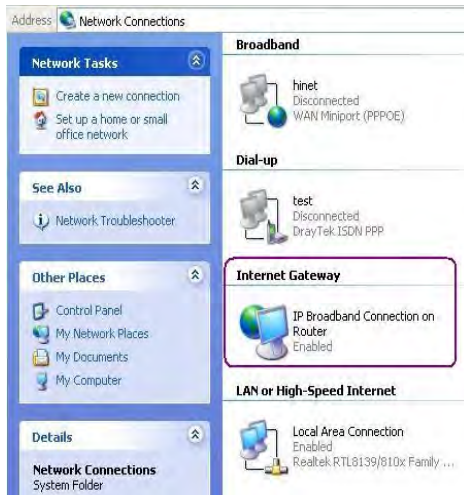 Address Network Connections
Network Tasks
Create a new connection
Set up a home or small
office network
See Also
Network Troubleshooter
Other Places
Control Panel
My Network Places
My Documents
My Computer
Details
Network Connections
System Folder
Broadband
hinet
Disconnected
WAN Miniport (PPPOE)
Dial-up
test
Disconnected
DrayTek ISDN PPP
Internet Gateway
IP Broadband Connection on
Router
Enabled
LAN or High-Speed Internet
Local Area Connection
Enabled
Realtek RTL8139/810x Family ...